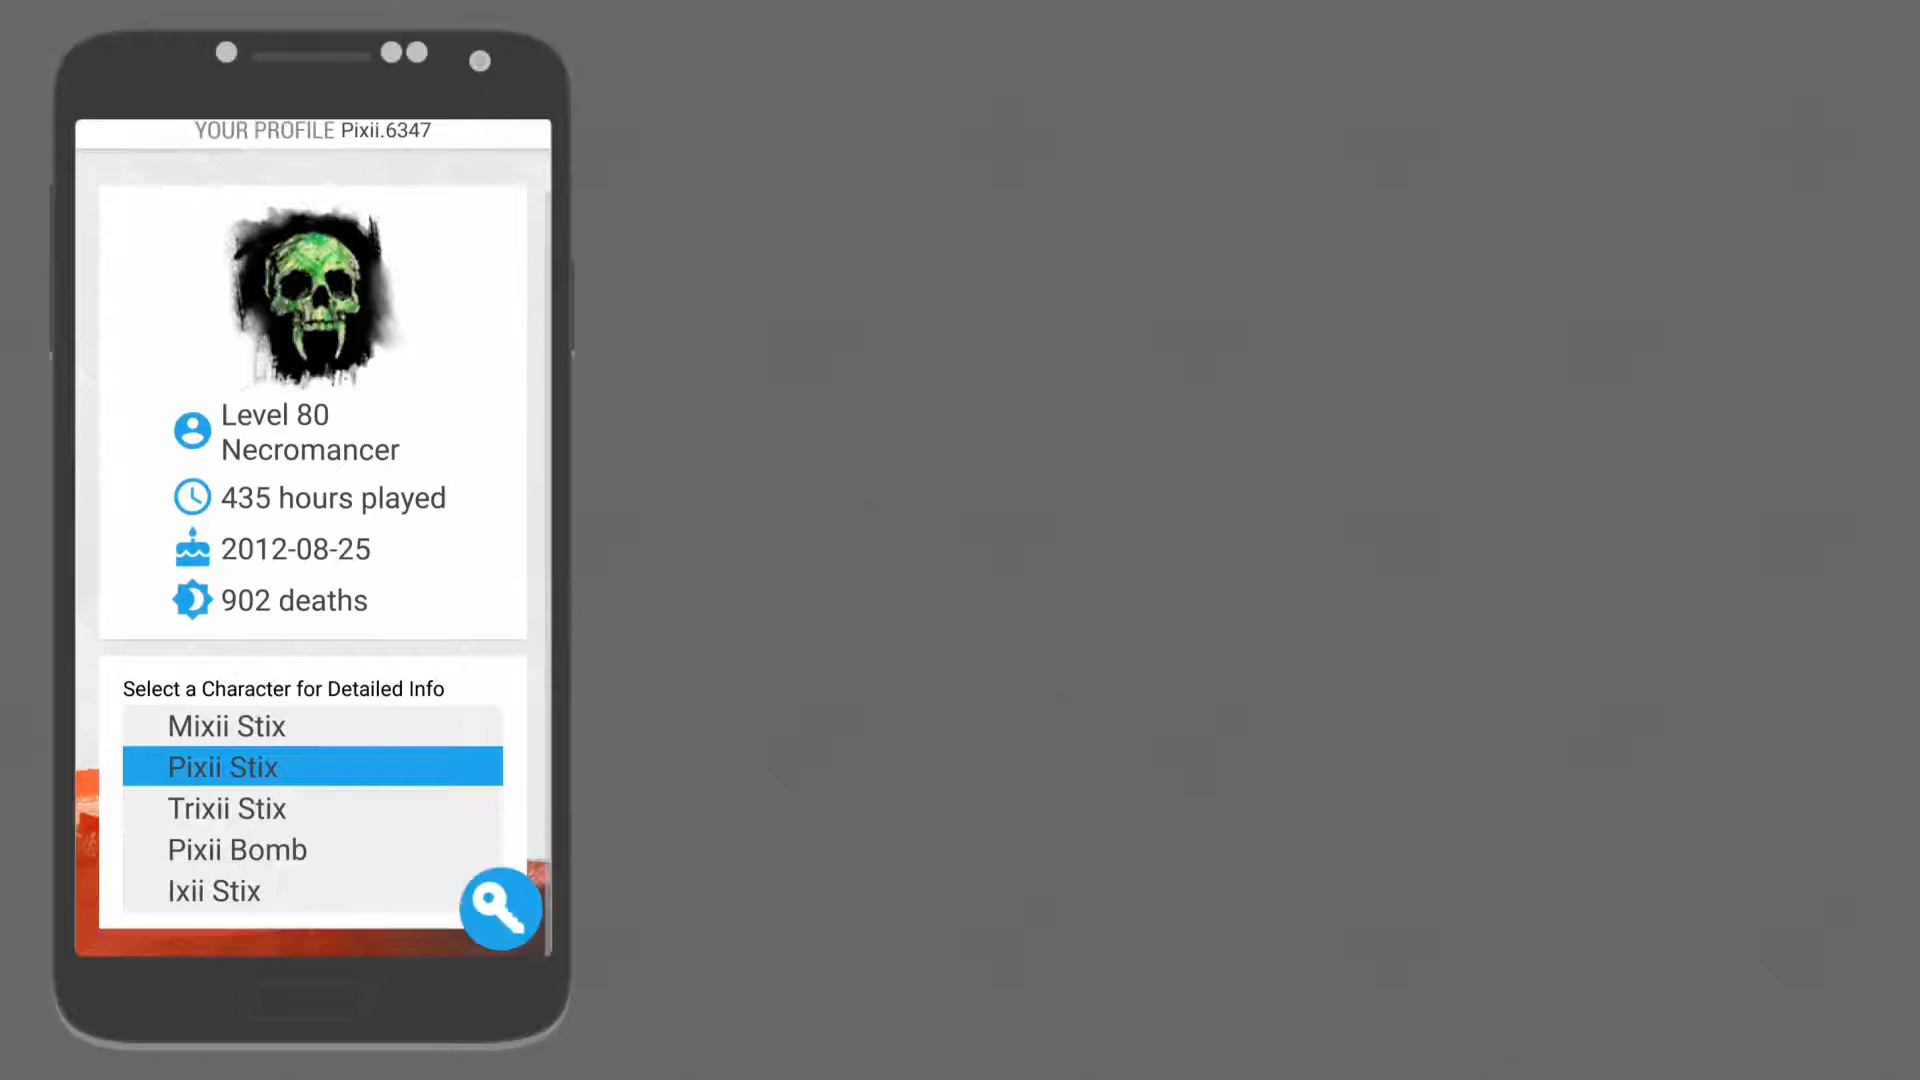 YOUR PROFILE Pixii.6347
Level 80
Necromancer
435 hours played
2012-08-25
902 deaths
Select a Character for Detailed Info
Mixii Stix
Pixii Stix
Trixii Stix
Pixii Bomb
Ixii Stix